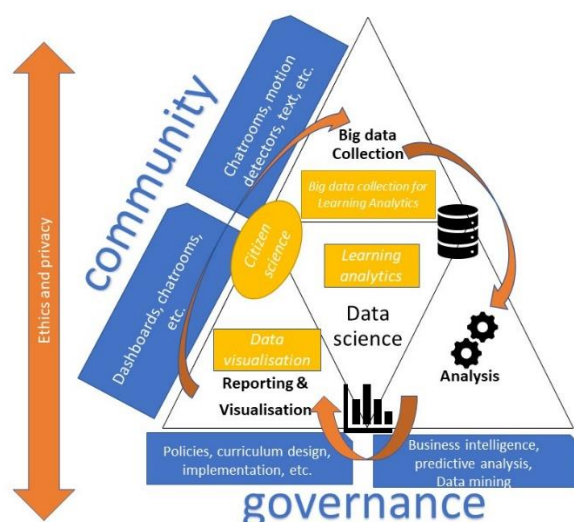 Ethics and privacy
community
Chatrooms, motion
detectors, text, etc.
Dashboards, chatrooms,
etc.
Big data
Collection
Big data collection for
Learning Analytics
Citizen
science
Learning
analytics
Data
science
Data
visualisation
Reporting &
Visualisation
Analysis
Policies, curriculum design,
implementation, etc.
Business intelligence,
predictive analysis,
Data mining
governance